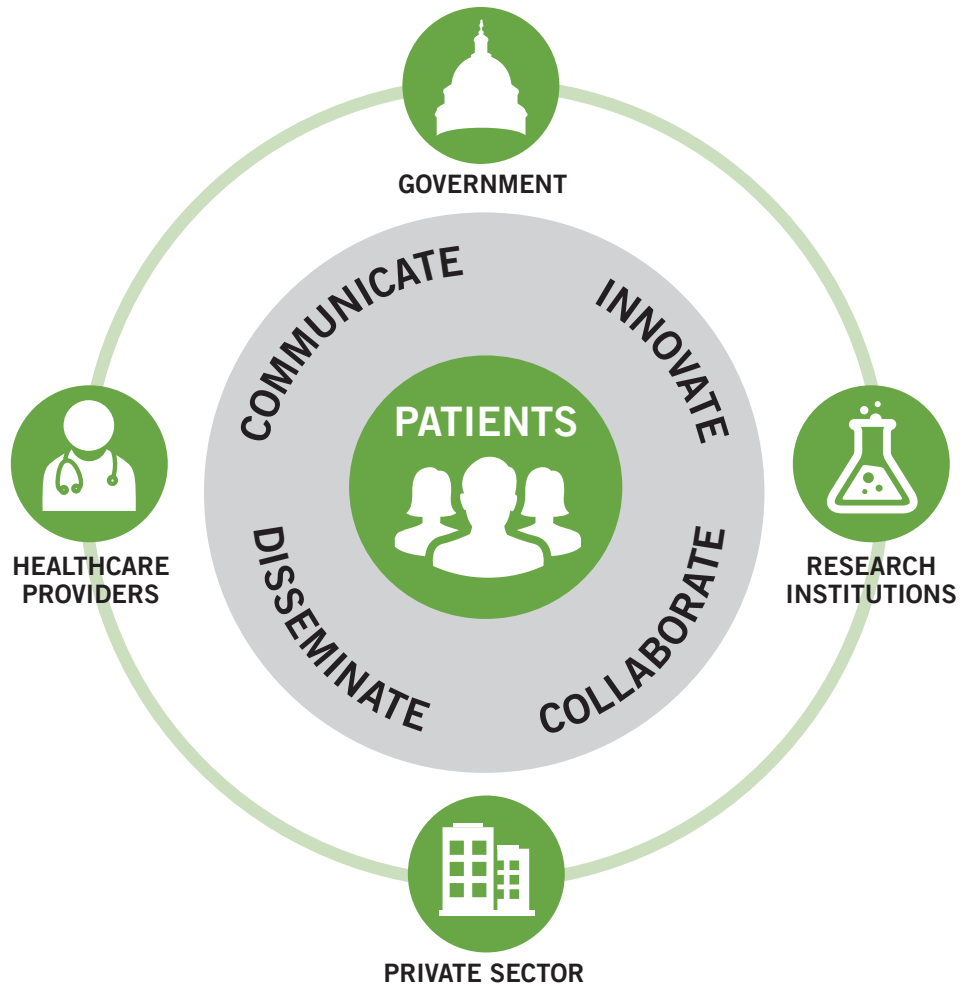 GOVERNMENT
COMMUNICATE
INNOVATE
PATIENTS
HEALTHCARE
PROVIDERS
RESEARCH
INSTITUTIONS
DISSEMINATE
COLLABORATE
PRIVATE SECTOR